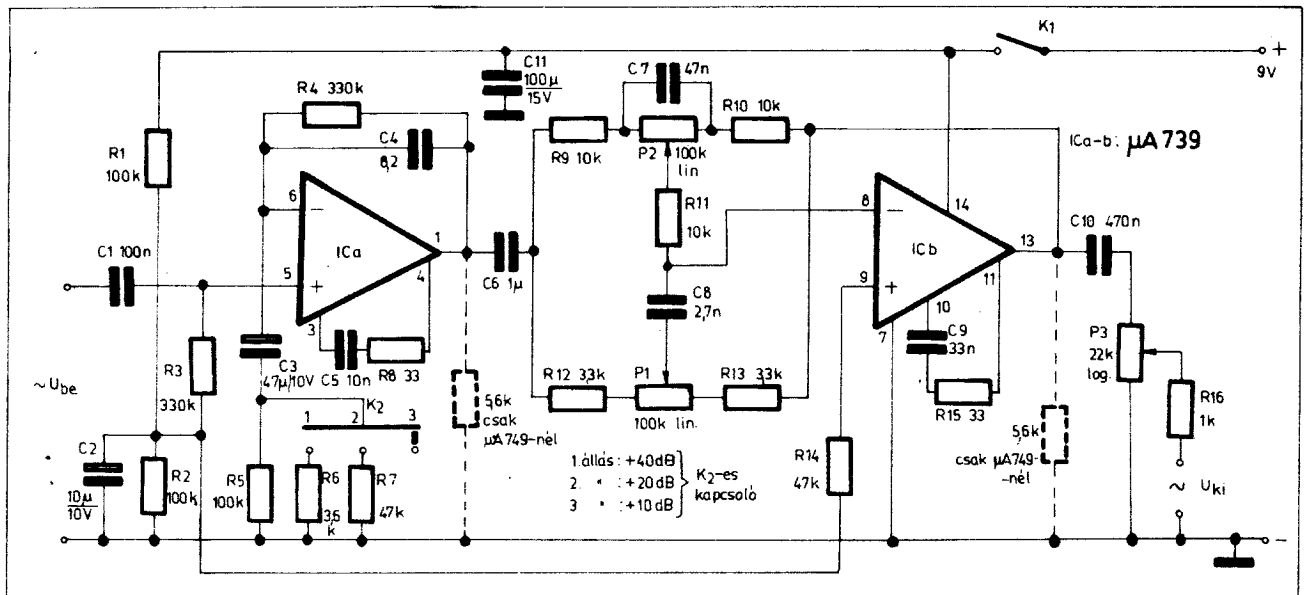 K1
+
9V
C11
100μ
15V
R4 330k
C7
47n
R10 10k
C4
8,2
R9 10k
P2
100k
lin
ICa-b: μA739
R1
100k
6
−
ICa
1
C1 100n
5
+
4
3
C6 1μ
R11
10k
8
−
14
ICb
13
C10 470n
9
+
11
10
7
C8
2,7n
C3
47μ/10V
C5 10n
R8 33
C9
33n
R3
330k
P3
22k
log.
~Ube
K2
1
2
3
R12 3,3k
P1
R13 3,3k
100k lin.
R15 33
R16
1k
5,6k
csak
μA749-nél
C2
10μ
10V
R2
100k
R5
100k
R6
3,6
k
R7
47k
1. állás: +40dB
2. " : +20dB
3 " : +10dB
K2-es
kapcsoló
R14
47k
5,6k
csak μA749-
-nél
~ Uki
−